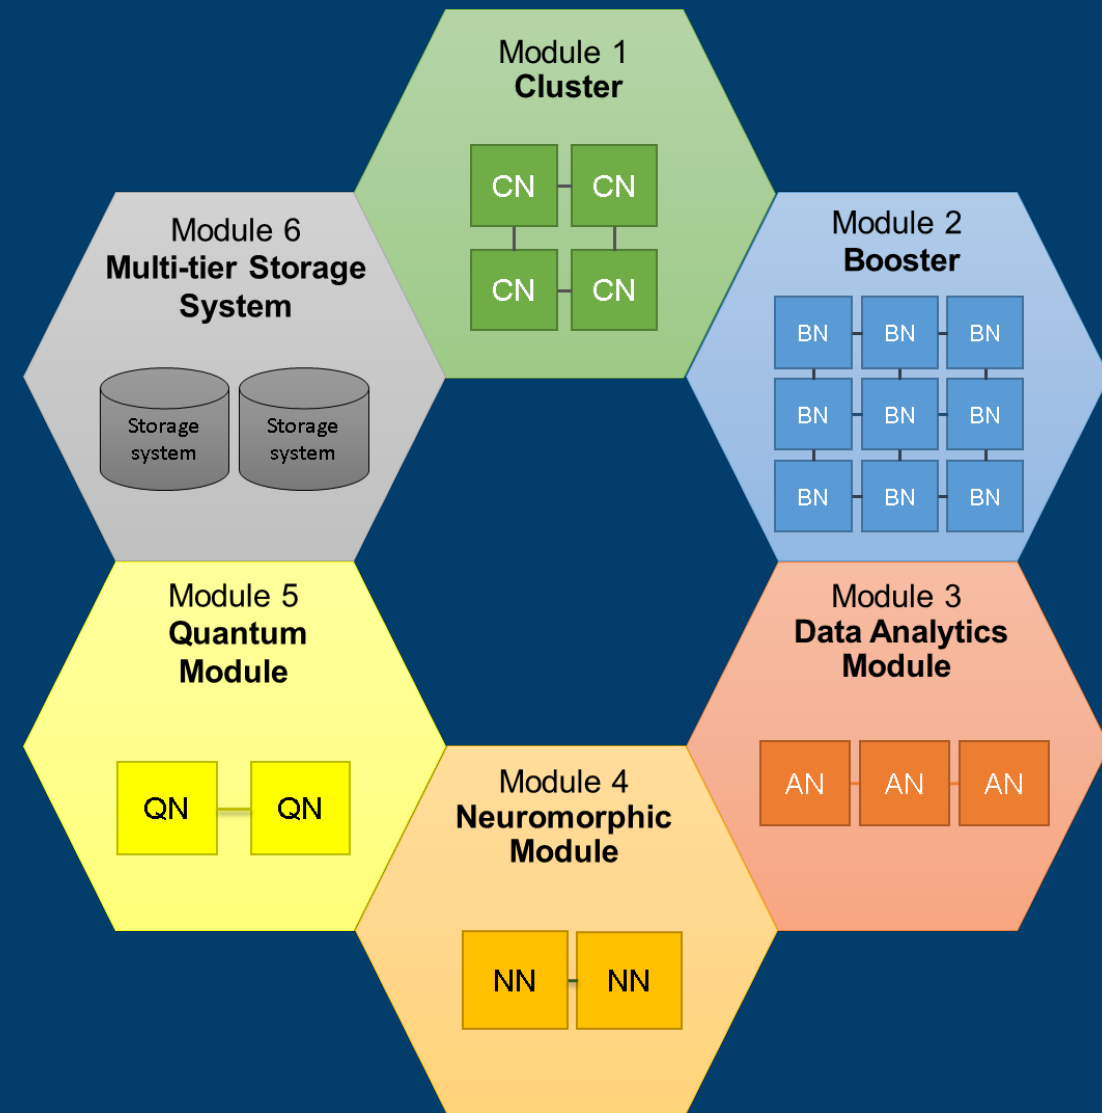 Module 1
Cluster
CN CN
CN CN
Module 2
Booster
BN BN BN
BN BN BN
BN BN BN
Module 3
Data Analytics
Module
AN AN AN
Module 4
Neuromorphic
Module
NN NN
Module 5
Quantum
Module
QN QN
Module 6
Multi-tier Storage
System
Storage
system
Storage
system